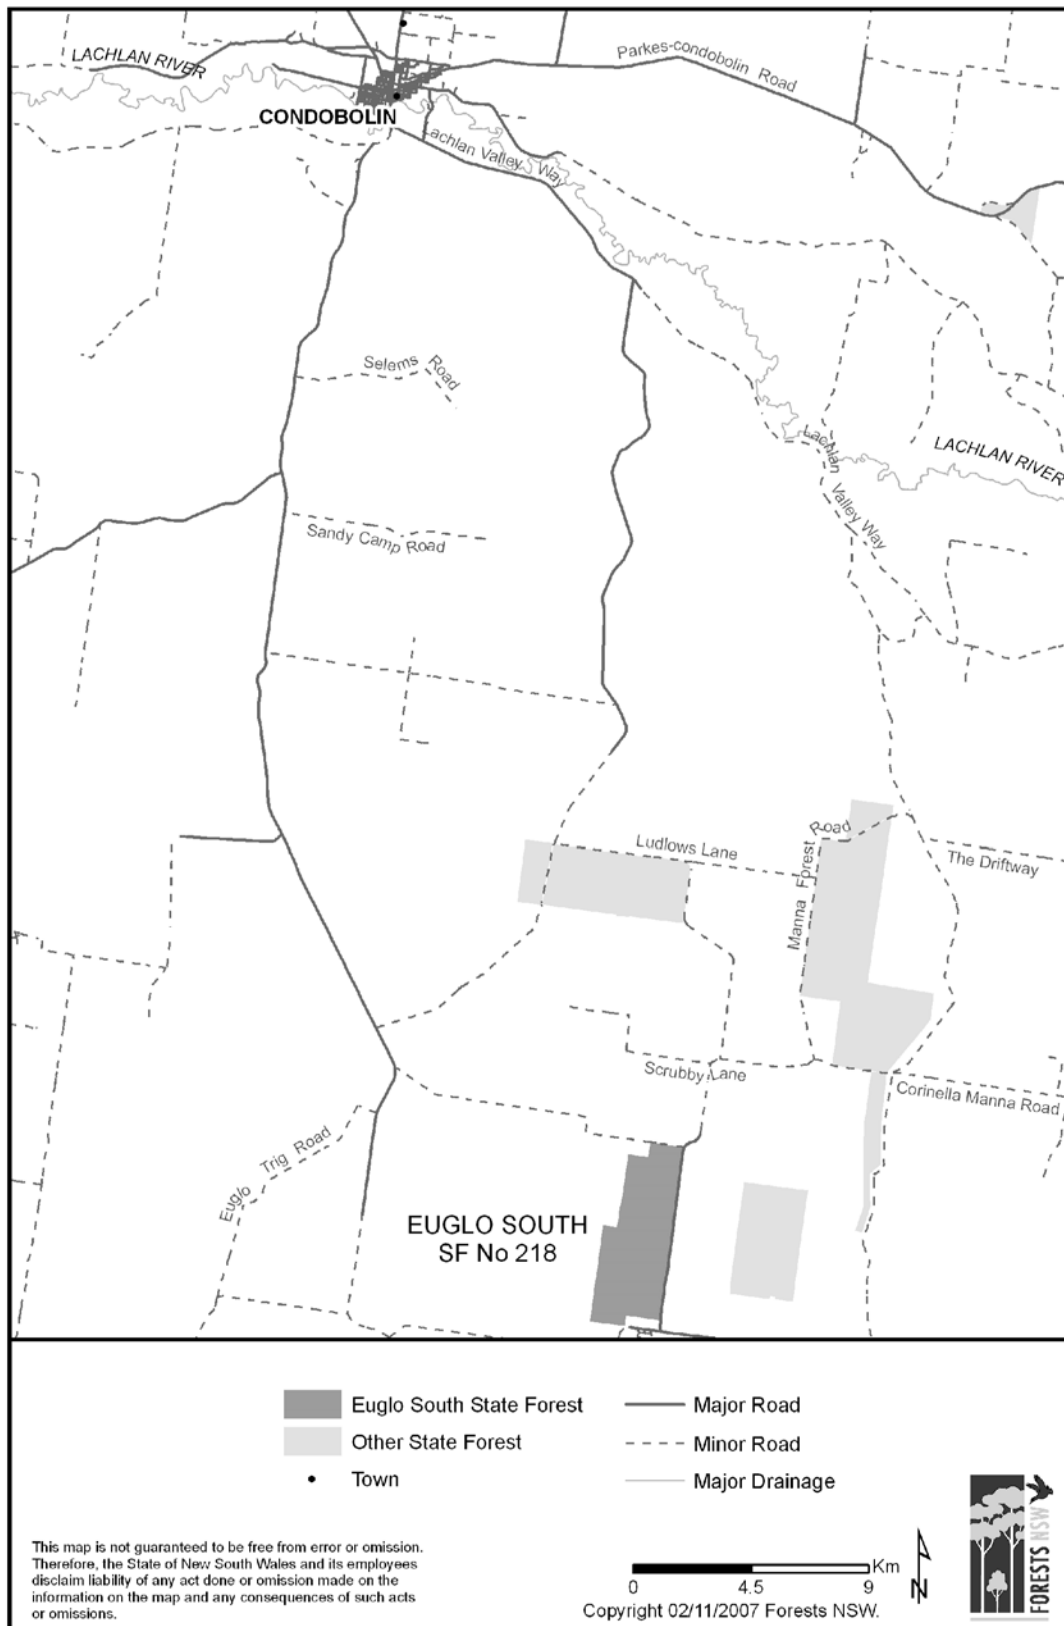 Parkes-condobolin Road
LACHLAN RIVER
CONDOBOLIN
Lachlan Valley Way
Selems Road
Lachlan Valley Way
LACHLAN RIVER
Sandy Camp Road
Ludlows Lane
Manna Forest Road
The Driftway
Scrubby Lane
Corinella Manna Road
Euglo Trig Road
EUGLO SOUTH
SF No 218
Euglo South State Forest
Other State Forest
Town
Major Road
Minor Road
Major Drainage
This map is not guaranteed to be free from error or omission.
Therefore, the State of New South Wales and its employees
disclaim liability of any act done or omission made on the
information on the map and any consequences of such acts
or omissions.
Km
0 4.5 9
N
Copyright 02/11/2007 Forests NSW.
FORESTS NSW